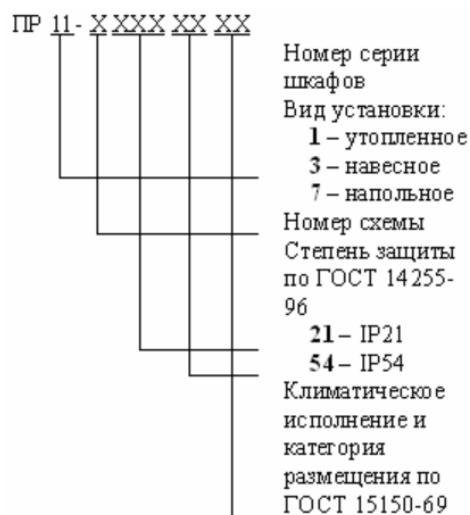 ПР 11- Х ХХХ ХХ ХХ
Номер серии
шкафов
Вид установки:
1 – утопленное
3 – навесное
7 – напольное
Номер схемы
Степень защиты
по ГОСТ 14255-
96
21 – IP21
54 – IP54
Климатическое
исполнение и
категория
размещения по
ГОСТ 15150-69